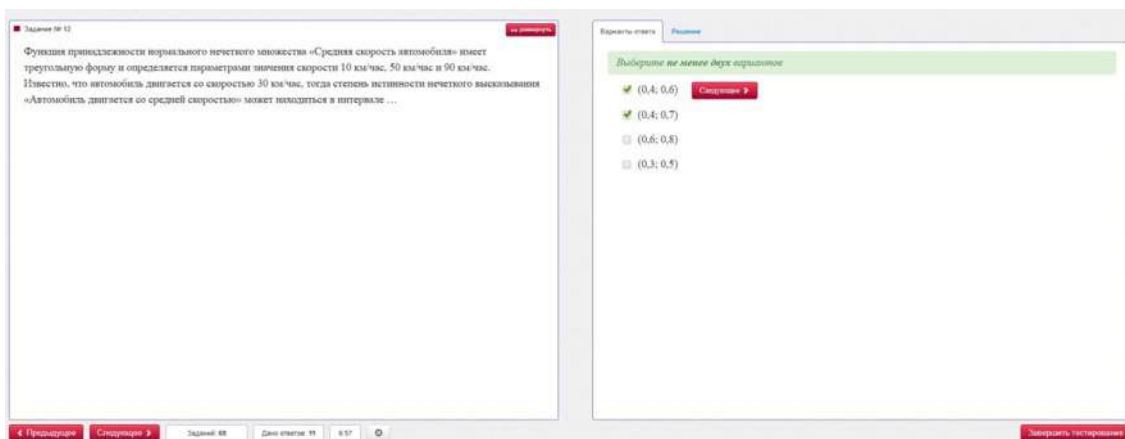 Задание № 12
развернуть
Функция принадлежности нормального нечеткого множества «Средняя скорость автомобиля» имеет
треугольную форму и определяется параметрами значения скорости 10 км/час, 50 км/час и 90 км/час.
Известно, что автомобиль двигается со скоростью 30 км/час, тогда степень истинности нечеткого высказывания
«Автомобиль двигается со средней скоростью» может находиться в интервале …
Варианты ответа Решение
Выберите не менее двух вариантов
(0,4; 0,6) Следующее
(0,4; 0,7)
(0,6; 0,8)
(0,3; 0,5)
Предыдущее Следующее Заданий: 68 Дано ответов: 11 6:57 Завершить тестирование